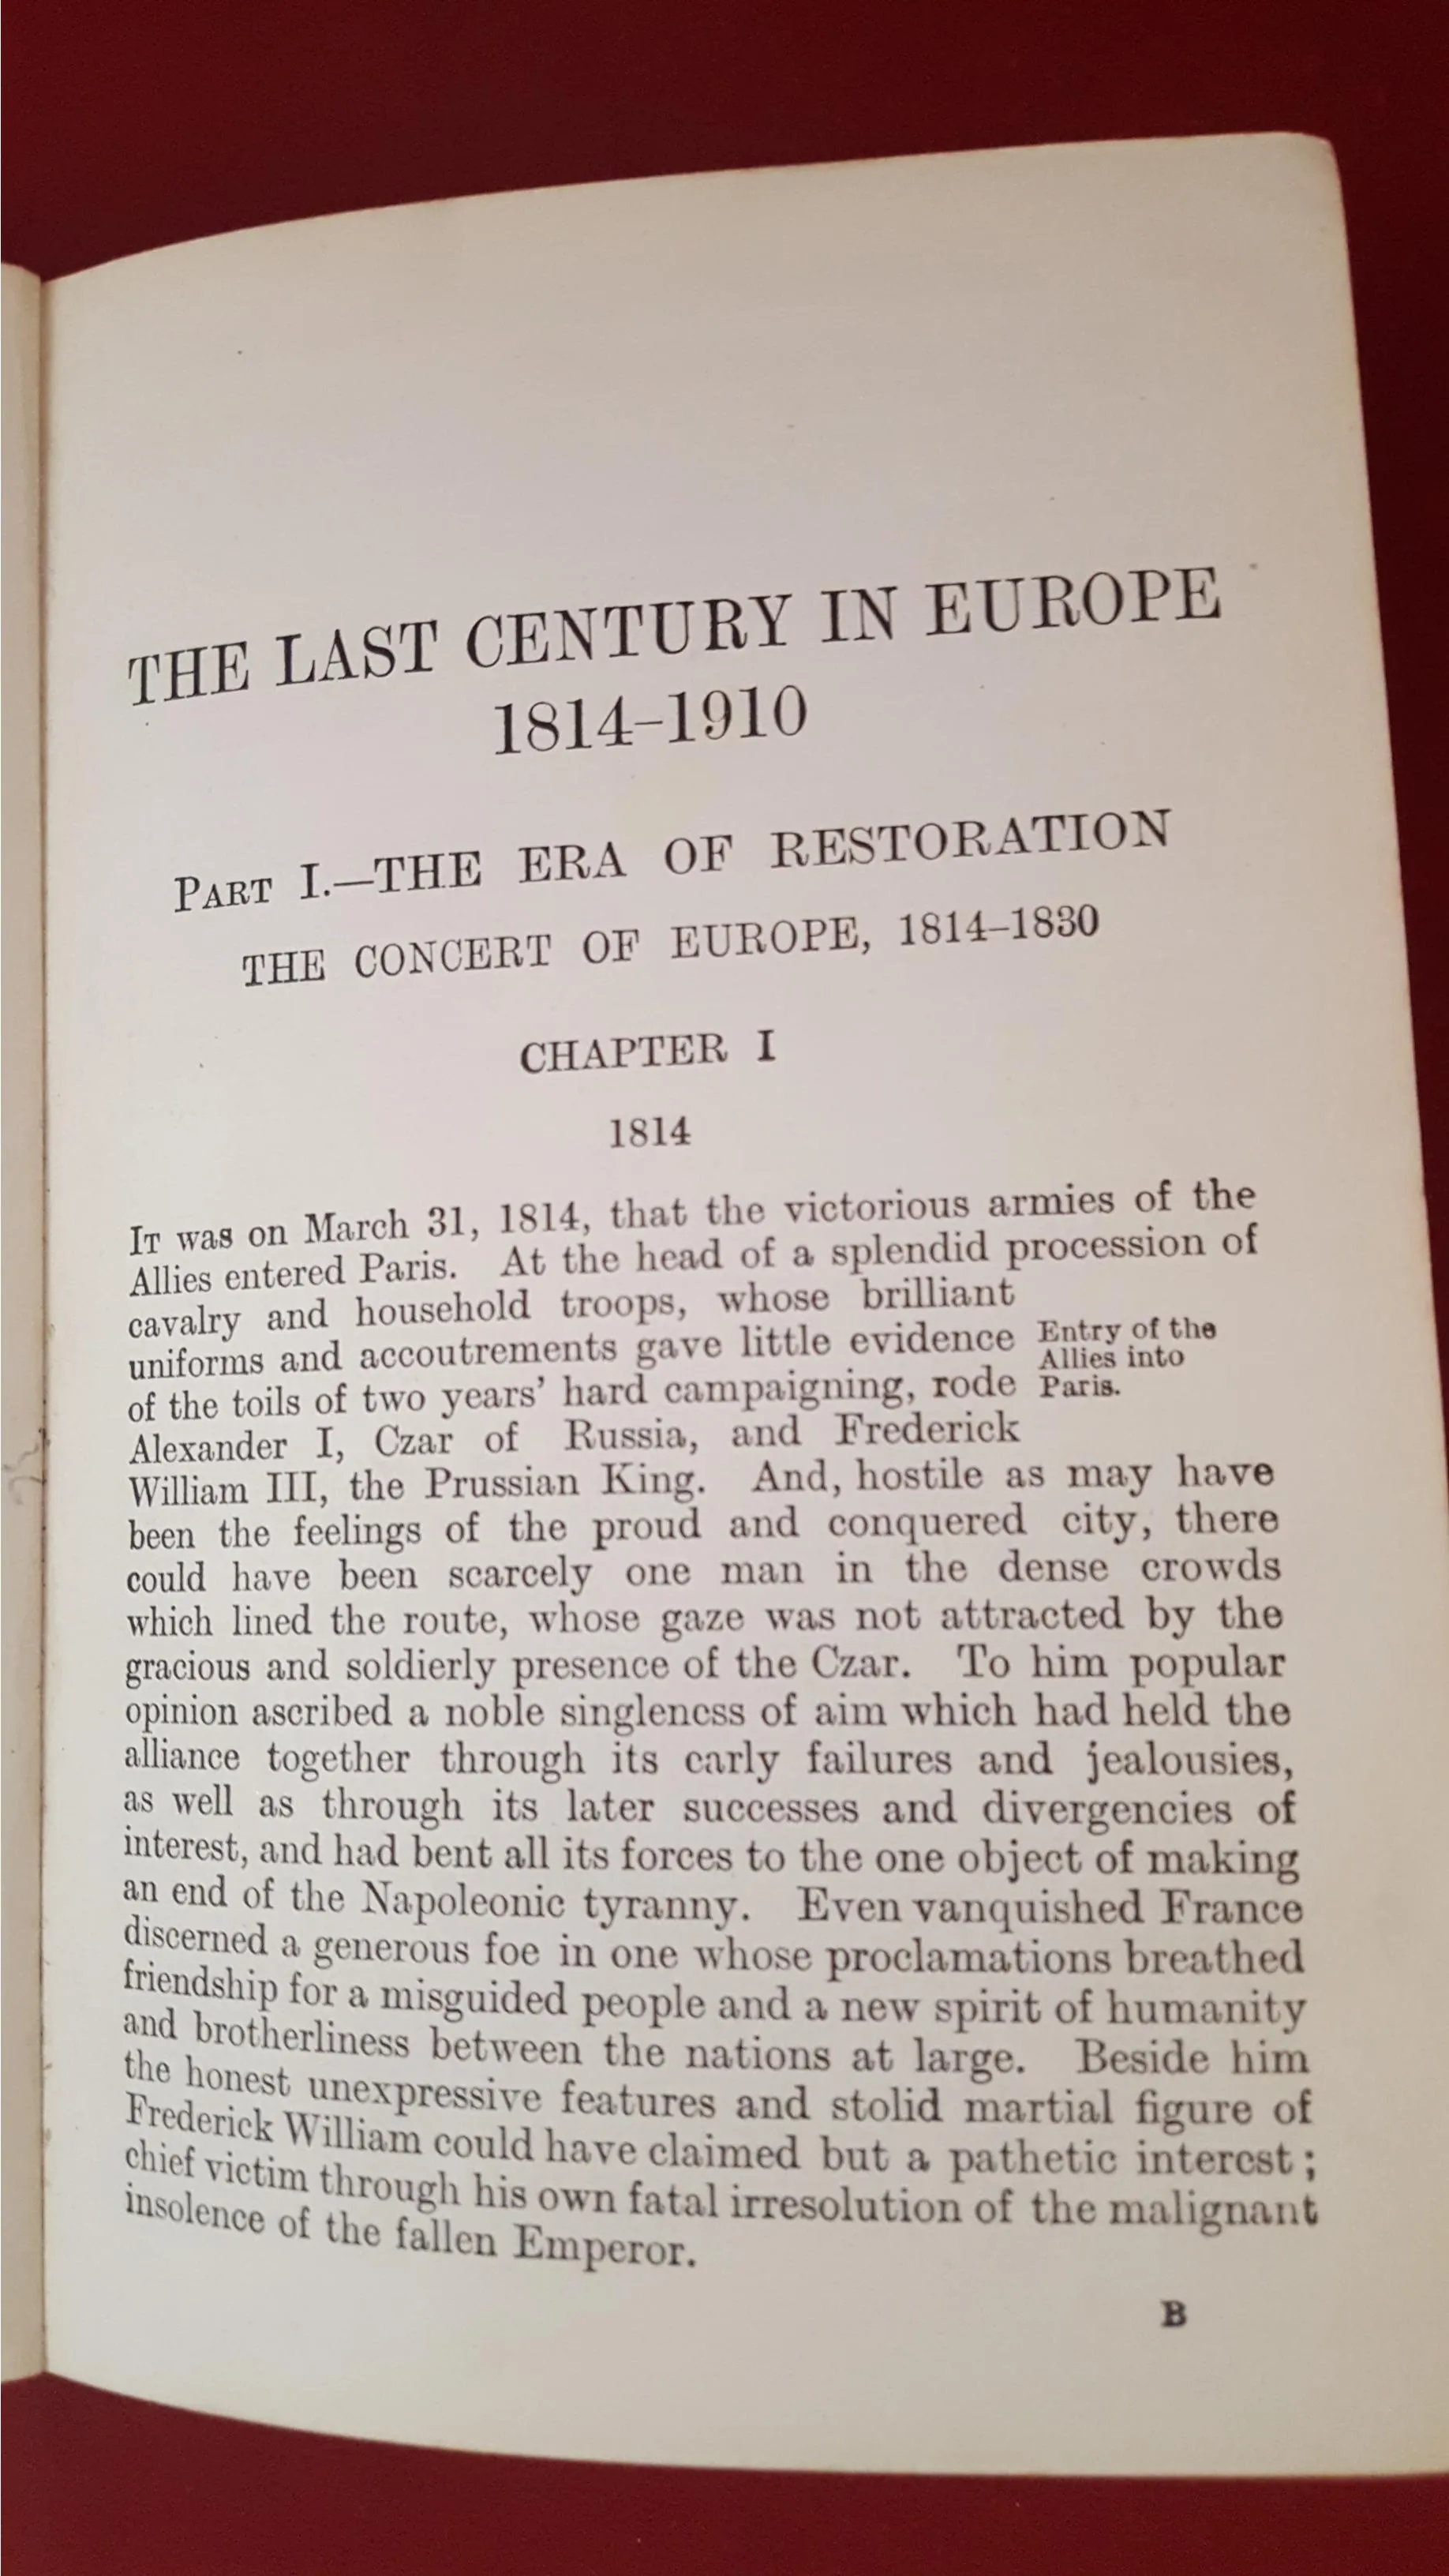 THE LAST CENTURY IN EUROPE
1814–1910
PART I.—THE ERA OF RESTORATION
THE CONCERT OF EUROPE, 1814–1830
CHAPTER I
1814
IT was on March 31, 1814, that the victorious armies of the
Allies entered Paris. At the head of a splendid procession of
cavalry and household troops, whose brilliant
uniforms and accoutrements gave little evidence
of the toils of two years' hard campaigning, rode
Alexander I, Czar of Russia, and Frederick
Entry of the
Allies into
Paris.
William III, the Prussian King. And, hostile as may have
been the feelings of the proud and conquered city, there
could have been scarcely one man in the dense crowds
which lined the route, whose gaze was not attracted by the
gracious and soldierly presence of the Czar. To him popular
opinion ascribed a noble singleness of aim which had held the
alliance together through its early failures and jealousies,
as well as through its later successes and divergencies of
interest, and had bent all its forces to the one object of making
an end of the Napoleonic tyranny. Even vanquished France
discerned a generous foe in one whose proclamations breathed
friendship for a misguided people and a new spirit of humanity
and brotherliness between the nations at large. Beside him
the honest unexpressive features and stolid martial figure of
Frederick William could have claimed but a pathetic interest;
chief victim through his own fatal irresolution of the malignant
insolence of the fallen Emperor.
B